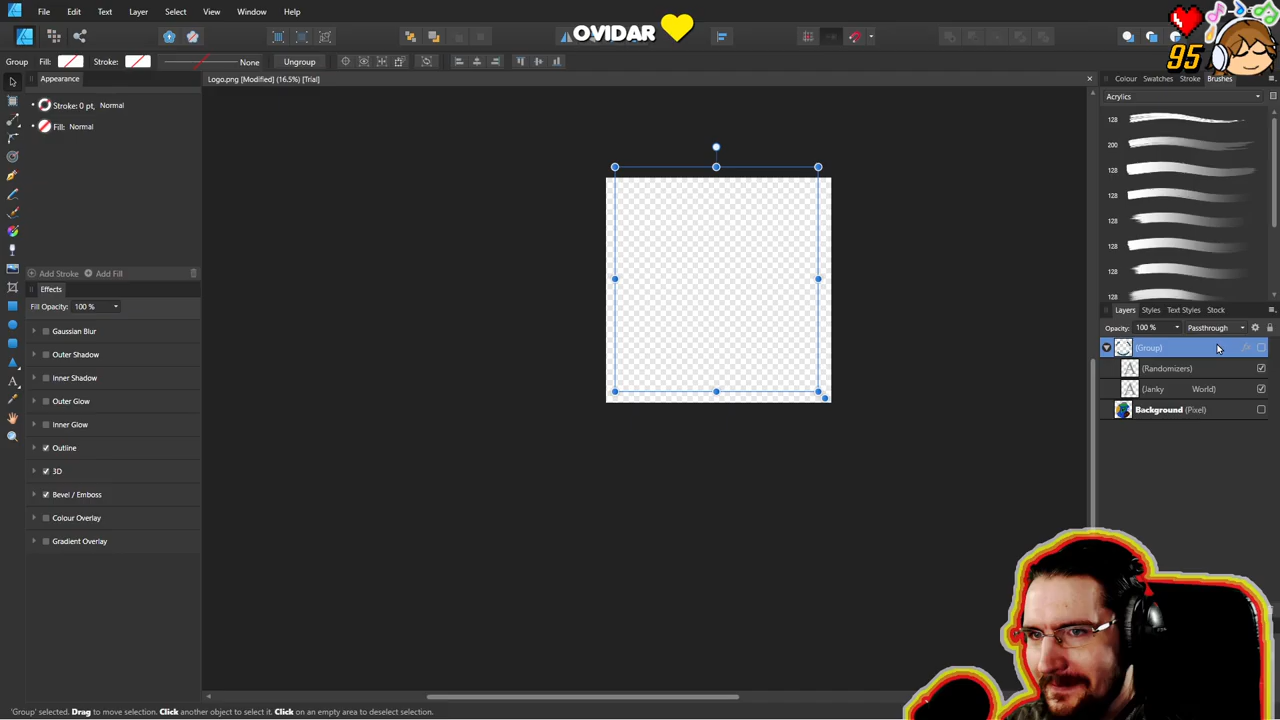 File Edit Text Layer Select View Window Help
OVIDAR
95
Group Fill: Stroke: None Ungroup
Appearance
Logo.png [Modified] (16.5%) [Trial]
Colour Swatches Stroke Brushes
Stroke: 0 pt, Normal
Fill: Normal
Acrylics
128
200
128
128
128
128
128
128
Add Stroke Add Fill
Effects
Fill Opacity: 100 %
Gaussian Blur
Outer Shadow
Inner Shadow
Outer Glow
Inner Glow
Outline
3D
Bevel / Emboss
Colour Overlay
Gradient Overlay
Layers Styles Text Styles Stock
Opacity: 100 % Passthrough
(Group)
(Randomizers)
(Janky World)
Background (Pixel)
'Group' selected. Drag to move selection. Click another object to select it. Click on an empty area to deselect selection.